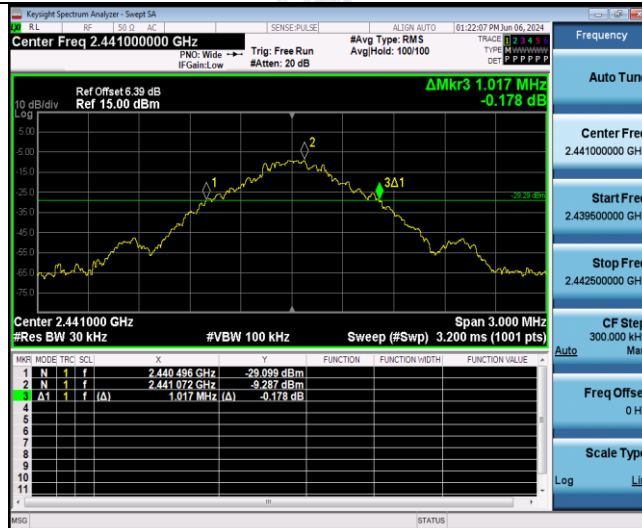 Keysight Spectrum Analyzer - Swept SA
RL RF 50 Ω AC SENSE:PULSE ALIGN AUTO 01:22:07 PM Jun 06, 2024
Center Freq 2.441000000 GHz
PNO: Wide
IFGain:Low
Trig: Free Run
#Atten: 20 dB
#Avg Type: RMS
Avg|Hold: 100/100
TRACE 1 2 3 4 5 6
TYPE M WWWWW
DET P P P P P P
Frequency
Ref Offset 6.39 dB
Ref 15.00 dBm
10 dB/div
Log
ΔMkr3 1.017 MHz
-0.178 dB
5.00
-5.00
-15.0
-25.0
-35.0
-45.0
-55.0
-65.0
-75.0
1
2
3Δ1
-29.29 dBm
Center 2.441000 GHz Span 3.000 MHz
#Res BW 30 kHz #VBW 100 kHz Sweep (#Swp) 3.200 ms (1001 pts)
MKR MODE TRC SCL X Y FUNCTION FUNCTION WIDTH FUNCTION VALUE
1 N 1 f 2.440 496 GHz -29.099 dBm
2 N 1 f 2.441 072 GHz -9.287 dBm
3 Δ1 1 f (Δ) 1.017 MHz (Δ) -0.178 dB
4
5
6
7
8
9
10
11
MSG STATUS
Auto Tune
Center Freq
2.441000000 GH
Start Freq
2.439500000 GH
Stop Freq
2.442500000 GH
CF Step
300.000 kH
Auto Ma
Freq Offse
0 H
Scale Type
Log Li